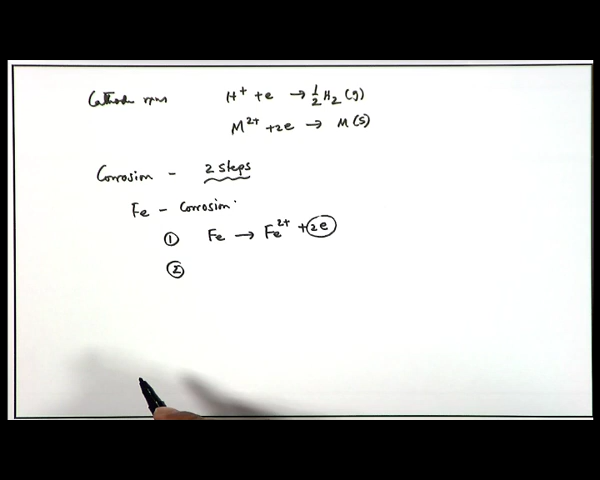 Cathode rxns H⁺ + e → ½ H₂ (g)
M²⁺ + 2e → M(s)
Corrosion - 2 steps
Fe - Corrosion
① Fe → Fe²⁺ + 2e
②